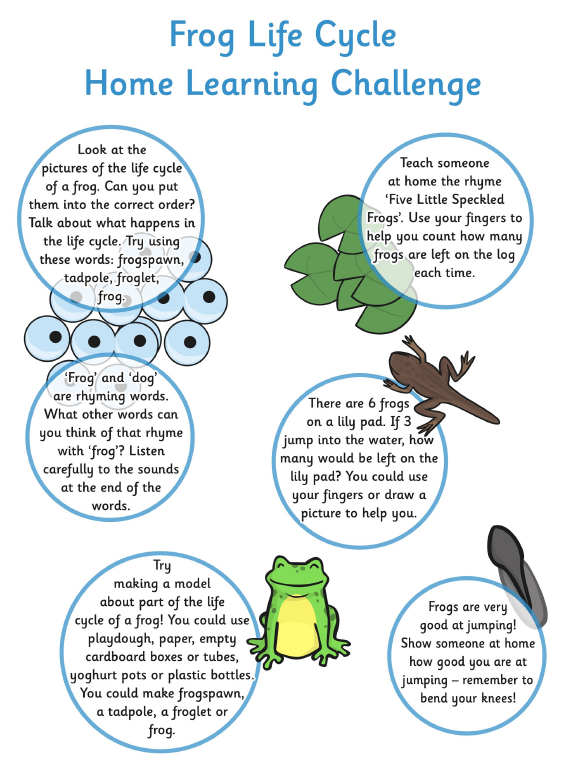 Frog Life Cycle
Home Learning Challenge
Look at the
pictures of the life cycle
of a frog. Can you put
them into the correct order?
Talk about what happens in
the life cycle. Try using
these words: frogspawn,
tadpole, froglet,
frog.
Teach someone
at home the rhyme
‘Five Little Speckled
Frogs’. Use your fingers to
help you count how many
frogs are left on the log
each time.
‘Frog’ and ‘dog’
are rhyming words.
What other words can
you think of that rhyme
with ‘frog’? Listen
carefully to the sounds
at the end of the
words.
There are 6 frogs
on a lily pad. If 3
jump into the water, how
many would be left on the
lily pad? You could use
your fingers or draw a
picture to help you.
Try
making a model
about part of the life
cycle of a frog! You could use
playdough, paper, empty
cardboard boxes or tubes,
yoghurt pots or plastic bottles.
You could make frogspawn,
a tadpole, a froglet or
frog.
Frogs are very
good at jumping!
Show someone at home
how good you are at
jumping – remember to
bend your knees!